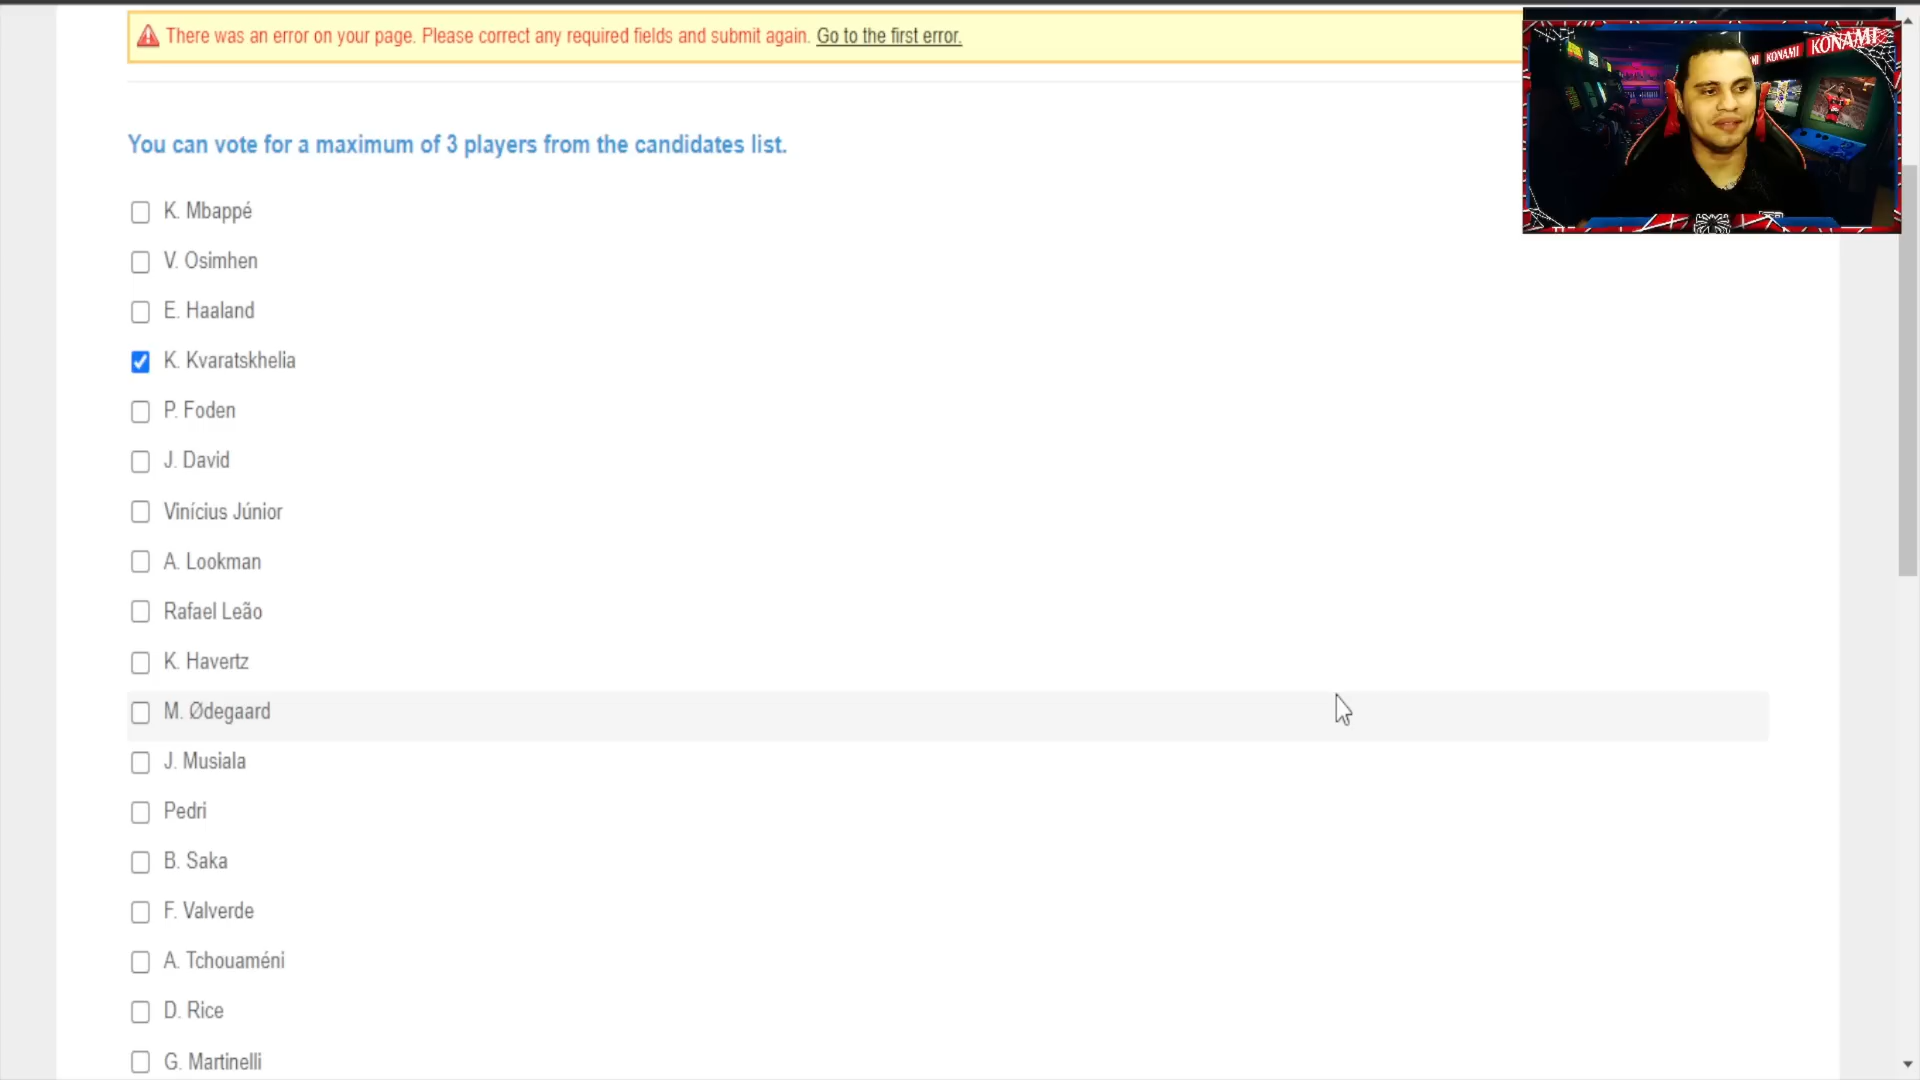 There was an error on your page. Please correct any required fields and submit again. Go to the first error.
KONAMI
KONAMI
You can vote for a maximum of 3 players from the candidates list.
K. Mbappé
V. Osimhen
E. Haaland
K. Kvaratskhelia
P. Foden
J. David
Vinícius Júnior
A. Lookman
Rafael Leão
K. Havertz
M. Ødegaard
J. Musiala
Pedri
B. Saka
F. Valverde
A. Tchouaméni
D. Rice
G. Martinelli